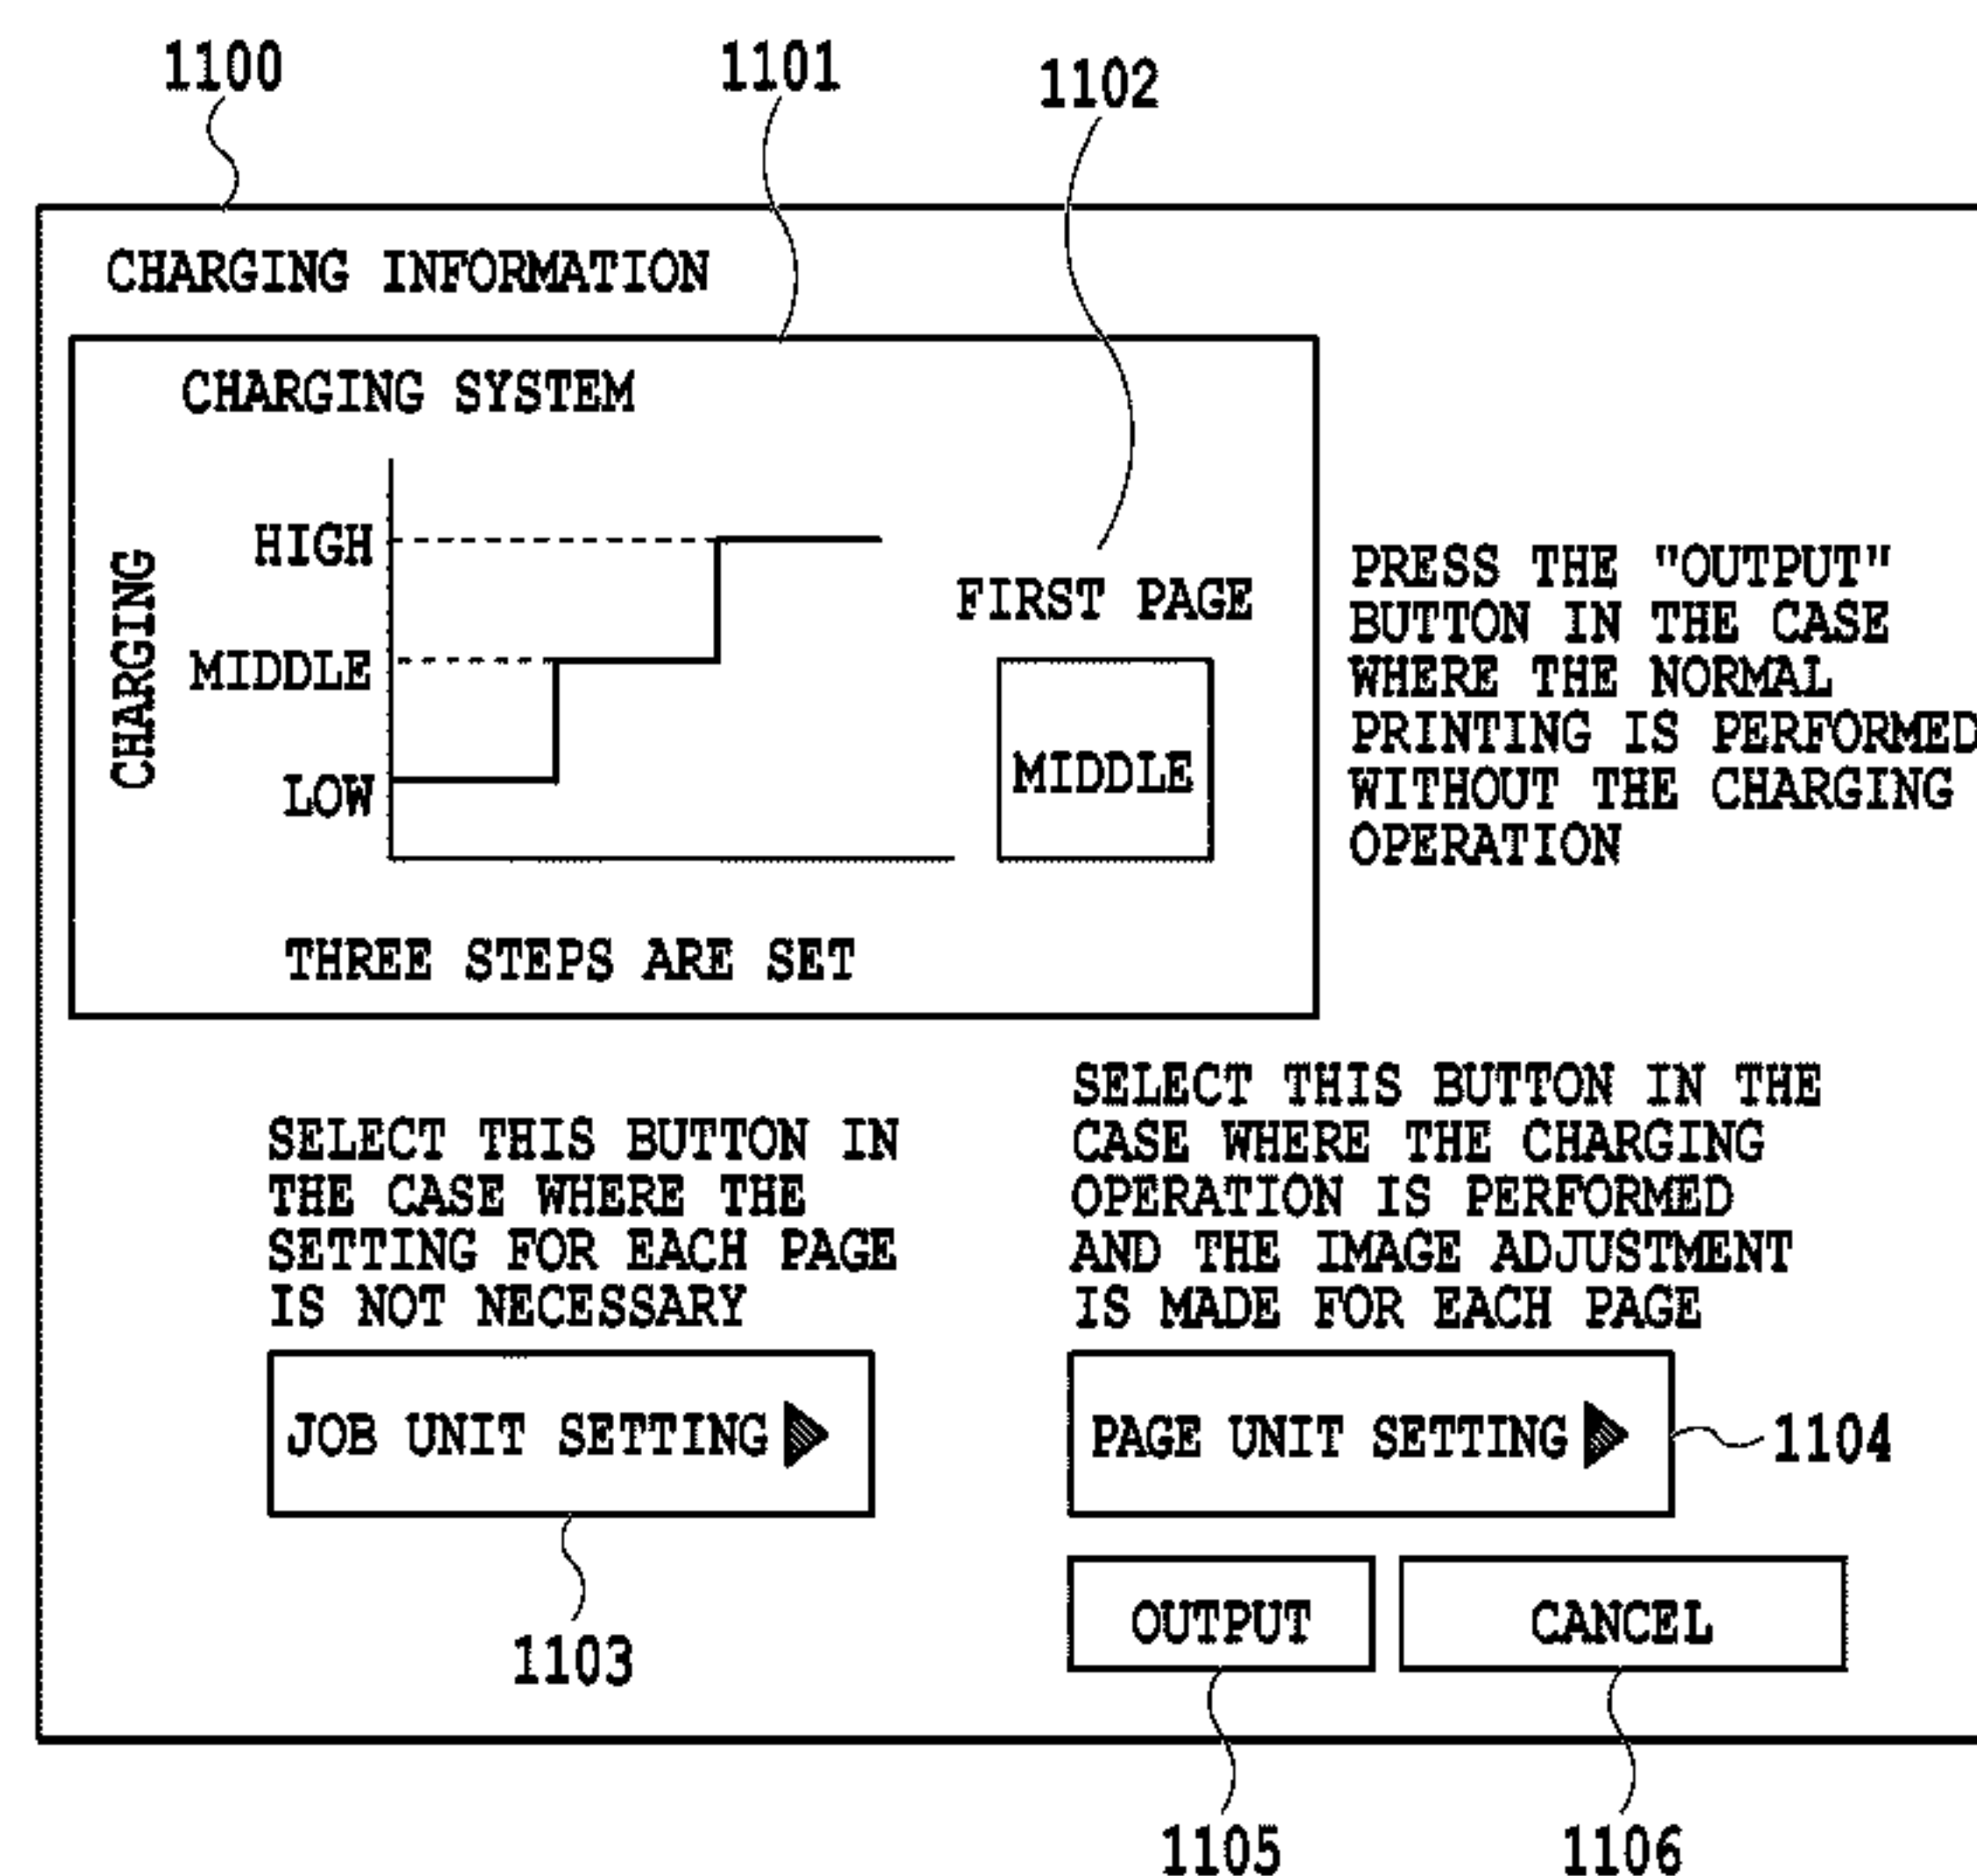 1100
1101
1102
CHARGING INFORMATION
CHARGING SYSTEM
CHARGING
HIGH
MIDDLE
LOW
FIRST PAGE
MIDDLE
THREE STEPS ARE SET
PRESS THE "OUTPUT"
BUTTON IN THE CASE
WHERE THE NORMAL
PRINTING IS PERFORMED
WITHOUT THE CHARGING
OPERATION
SELECT THIS BUTTON IN
THE CASE WHERE THE
SETTING FOR EACH PAGE
IS NOT NECESSARY
JOB UNIT SETTING
1103
SELECT THIS BUTTON IN THE
CASE WHERE THE CHARGING
OPERATION IS PERFORMED
AND THE IMAGE ADJUSTMENT
IS MADE FOR EACH PAGE
PAGE UNIT SETTING
1104
OUTPUT
CANCEL
1105
1106